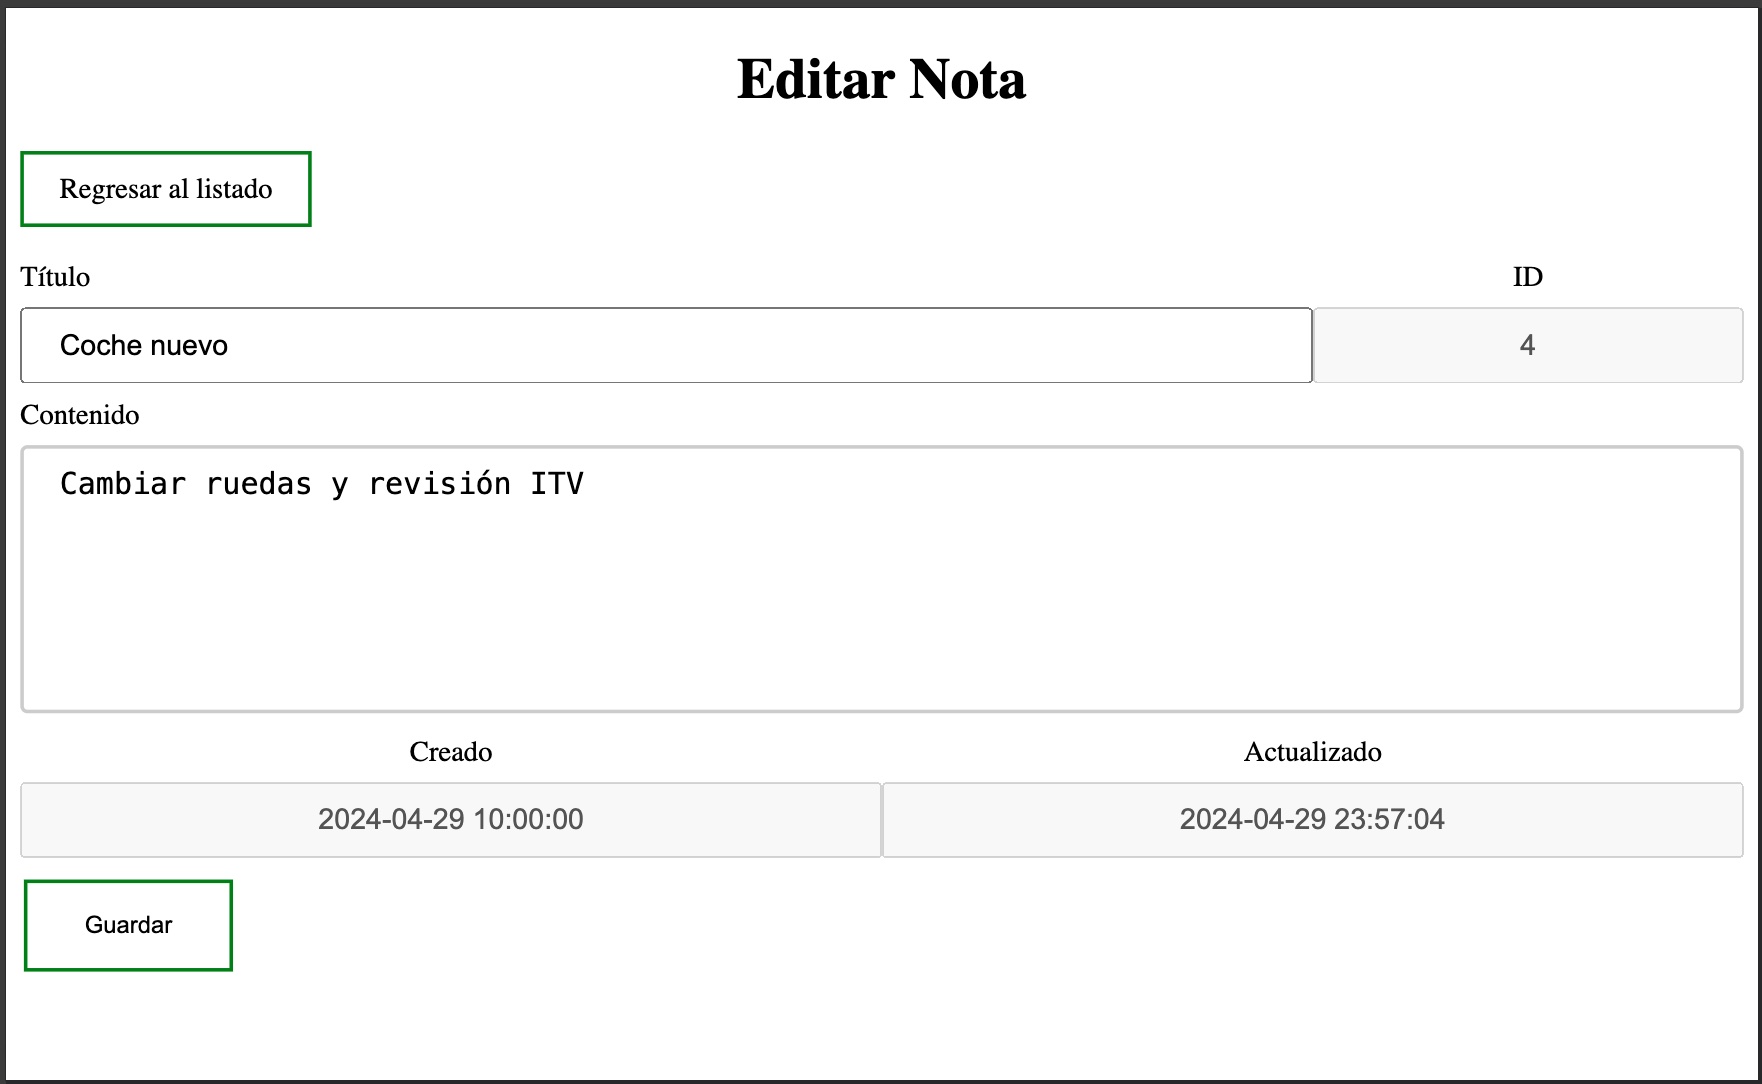 Editar Nota
Regresar al listado
Título ID
Coche nuevo 4
Contenido
Cambiar ruedas y revisión ITV
Creado Actualizado
2024-04-29 10:00:00 2024-04-29 23:57:04
Guardar